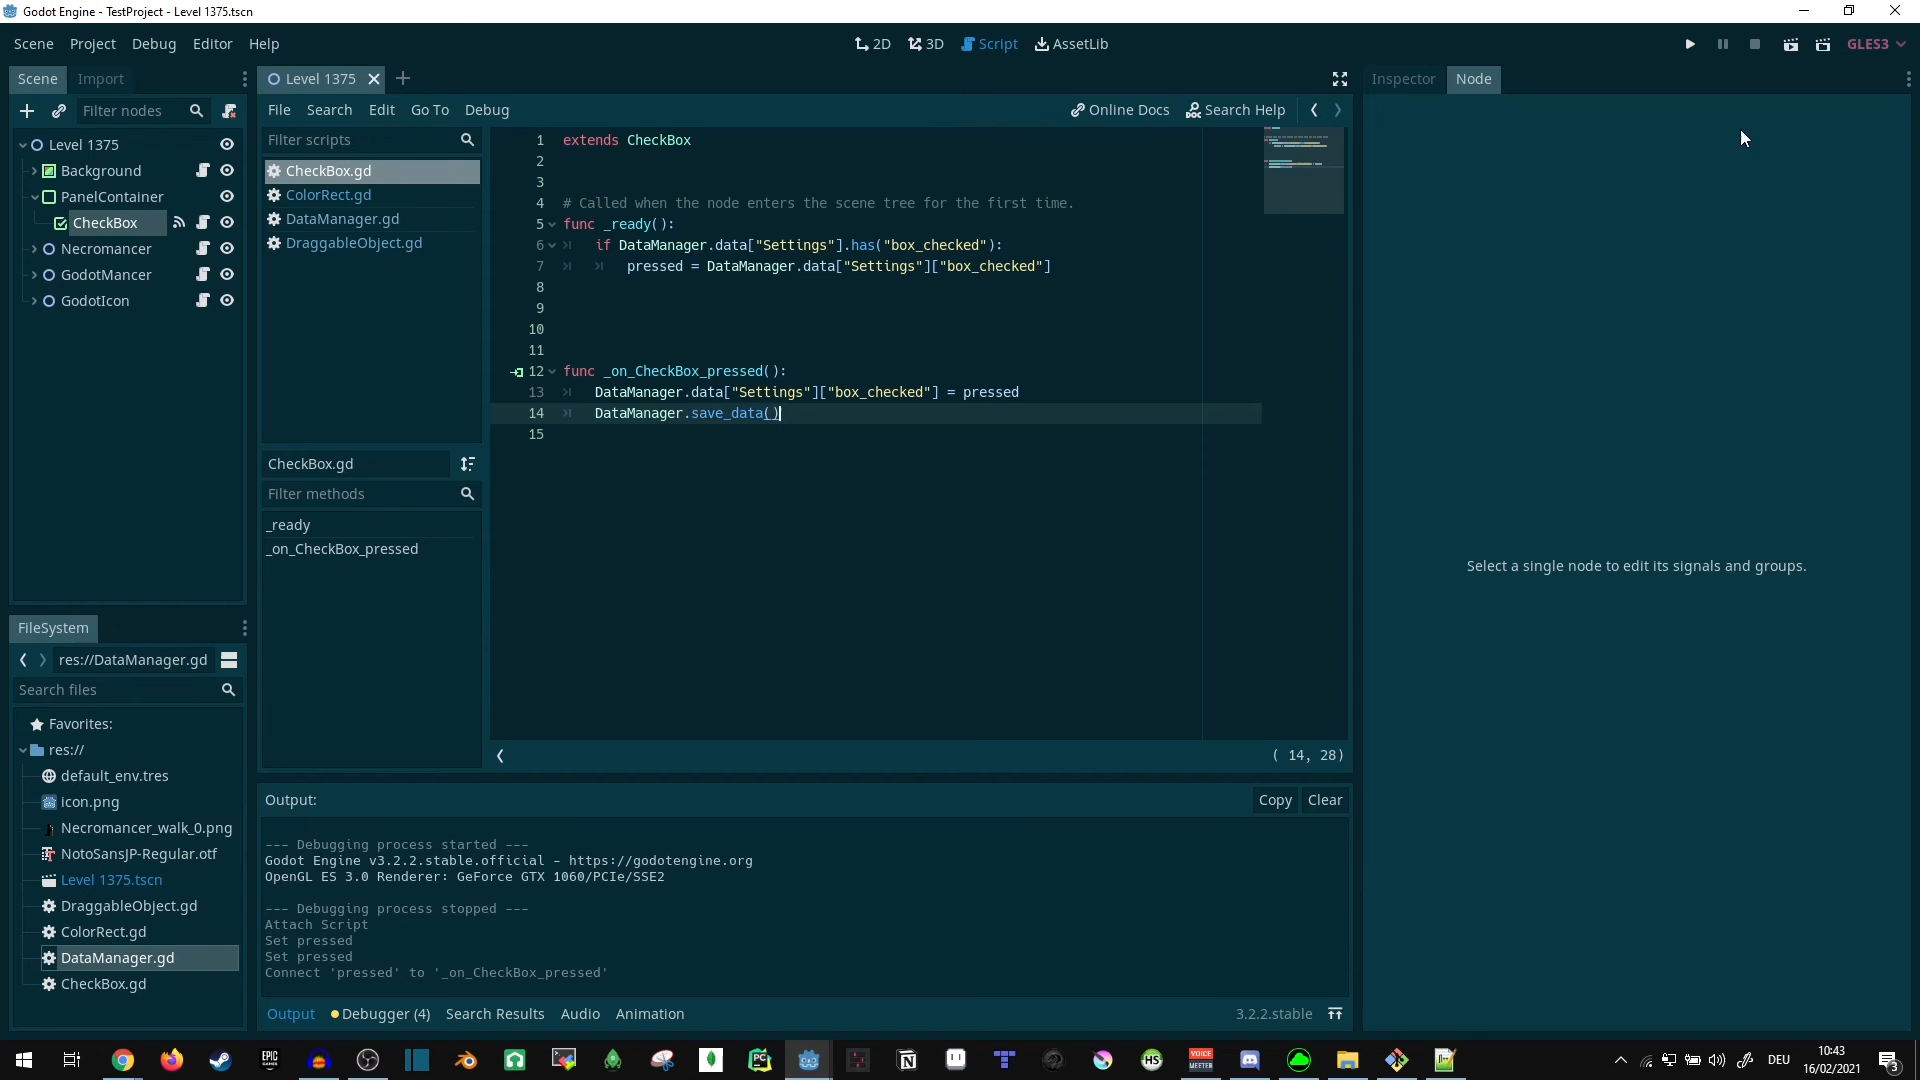 Godot Engine - TestProject - Level 1375.tscn
Scene Project Debug Editor Help
2D 3D Script AssetLib
GLES3
Scene Import
Filter nodes
Level 1375
Background
PanelContainer
CheckBox
Necromancer
GodotMancer
GodotIcon
FileSystem
res://DataManager.gd
Search files
Favorites:
res://
default_env.tres
icon.png
Necromancer_walk_0.png
NotoSansJP-Regular.otf
Level 1375.tscn
DraggableObject.gd
ColorRect.gd
DataManager.gd
CheckBox.gd
Level 1375
File Search Edit Go To Debug
Online Docs Search Help
Filter scripts
CheckBox.gd
ColorRect.gd
DataManager.gd
DraggableObject.gd
CheckBox.gd
Filter methods
_ready
_on_CheckBox_pressed
1 extends CheckBox
2
3
4 # Called when the node enters the scene tree for the first time.
5 func _ready():
6 if DataManager.data["Settings"].has("box_checked"):
7 pressed = DataManager.data["Settings"]["box_checked"]
8
9
10
11
12 func _on_CheckBox_pressed():
13 DataManager.data["Settings"]["box_checked"] = pressed
14 DataManager.save_data()
15
( 14, 28)
Output:
Copy Clear
--- Debugging process started ---
Godot Engine v3.2.2.stable.official - https://godotengine.org
OpenGL ES 3.0 Renderer: GeForce GTX 1060/PCIe/SSE2
--- Debugging process stopped ---
Attach Script
Set pressed
Set pressed
Connect 'pressed' to '_on_CheckBox_pressed'
Output Debugger (4) Search Results Audio Animation
3.2.2.stable
Inspector Node
Select a single node to edit its signals and groups.
EPIC GAMES
PC
HS
VOICE MEETER
DEU
10:43
16/02/2021
3